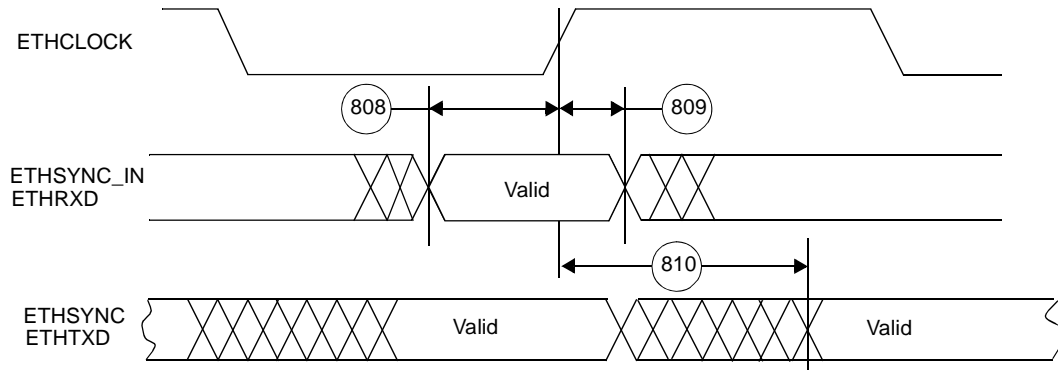 ETHCLOCK
808
809
ETHSYNC_IN
ETHRXD
Valid
810
ETHSYNC
ETHTXD
Valid
Valid